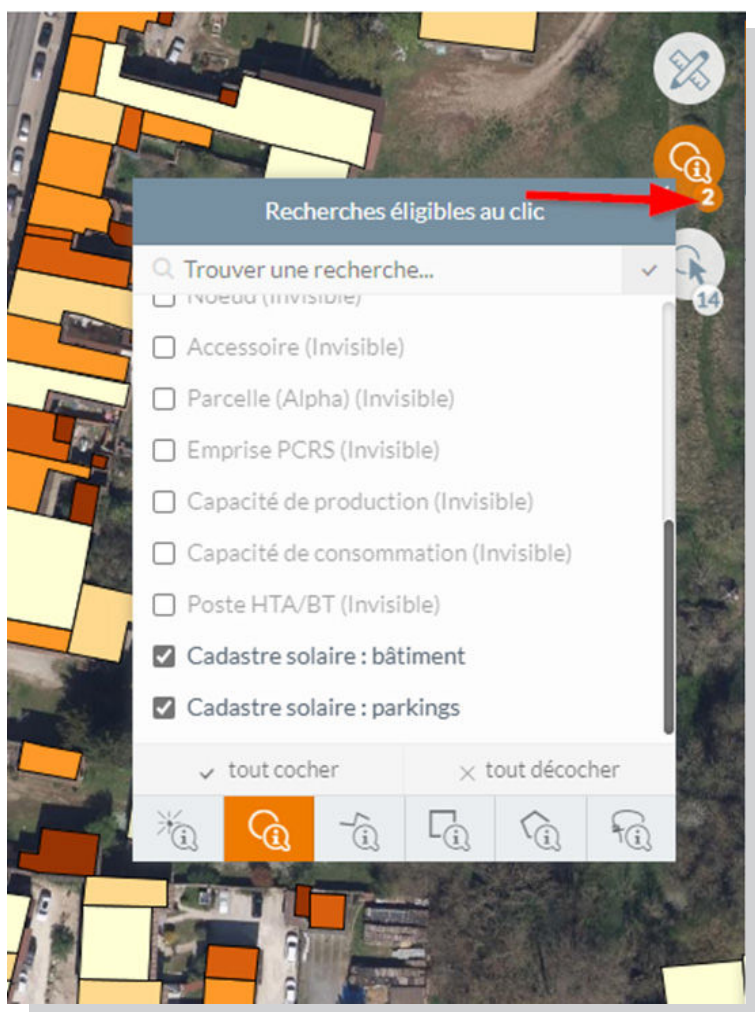 Recherches éligibles au clic
2
Trouver une recherche...
14
Noeud (Invisible)
Accessoire (Invisible)
Parcelle (Alpha) (Invisible)
Emprise PCRS (Invisible)
Capacité de production (Invisible)
Capacité de consommation (Invisible)
Poste HTA/BT (Invisible)
Cadastre solaire : bâtiment
Cadastre solaire : parkings
tout cocher
tout décocher